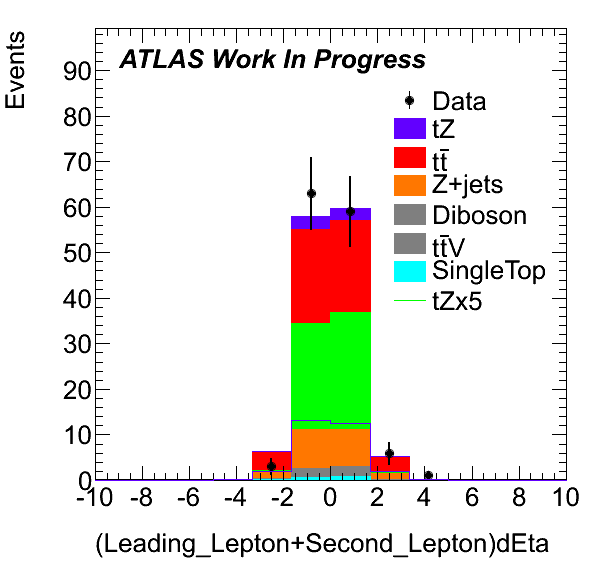 Events
ATLAS Work In Progress
90
80
70
60
50
40
30
20
10
0
Data
tZ
tt̄
Z+jets
Diboson
tt̄V
SingleTop
tZx5
-10 -8 -6 -4 -2 0 2 4 6 8 10
(Leading_Lepton+Second_Lepton)dEta